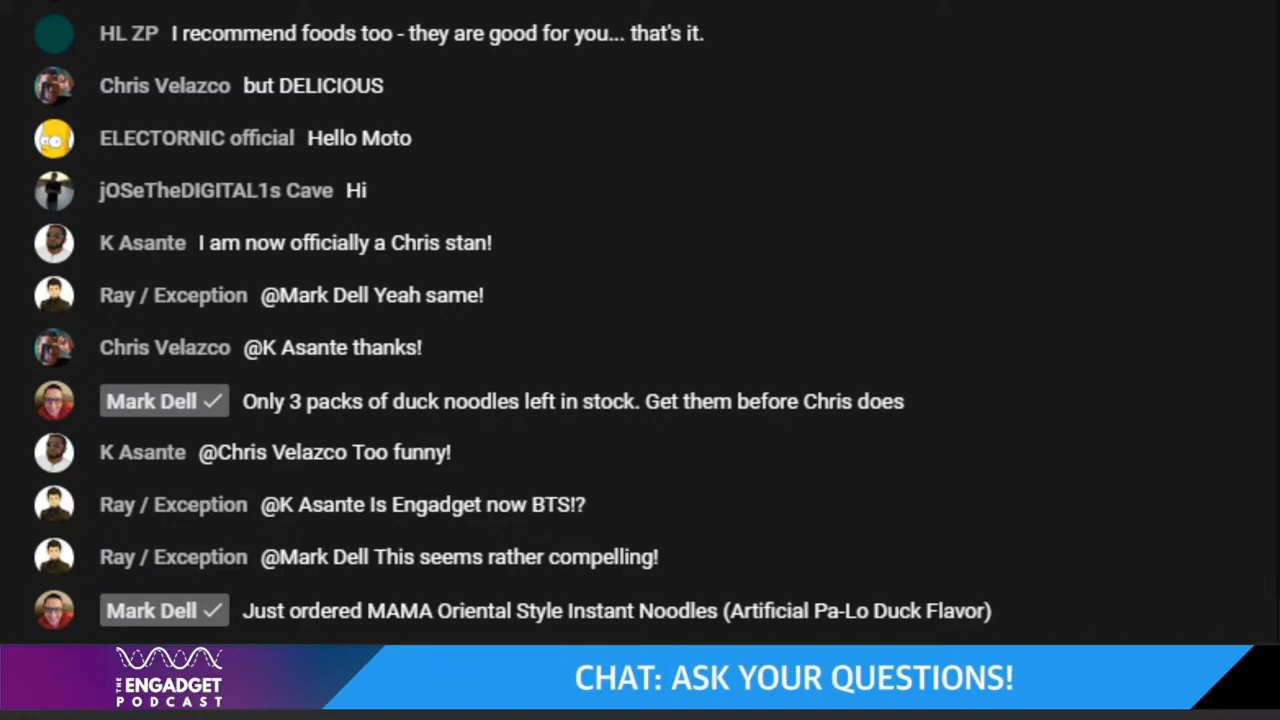 HL ZP I recommend foods too - they are good for you... that's it.
Chris Velazco but DELICIOUS
ELECTORNIC official Hello Moto
jOSeTheDIGITAL1s Cave Hi
K Asante I am now officially a Chris stan!
Ray / Exception @Mark Dell Yeah same!
Chris Velazco @K Asante thanks!
Mark Dell ✓ Only 3 packs of duck noodles left in stock. Get them before Chris does
K Asante @Chris Velazco Too funny!
Ray / Exception @K Asante Is Engadget now BTS!?
Ray / Exception @Mark Dell This seems rather compelling!
Mark Dell ✓ Just ordered MAMA Oriental Style Instant Noodles (Artificial Pa-Lo Duck Flavor)
THE ENGADGET
PODCAST
CHAT: ASK YOUR QUESTIONS!